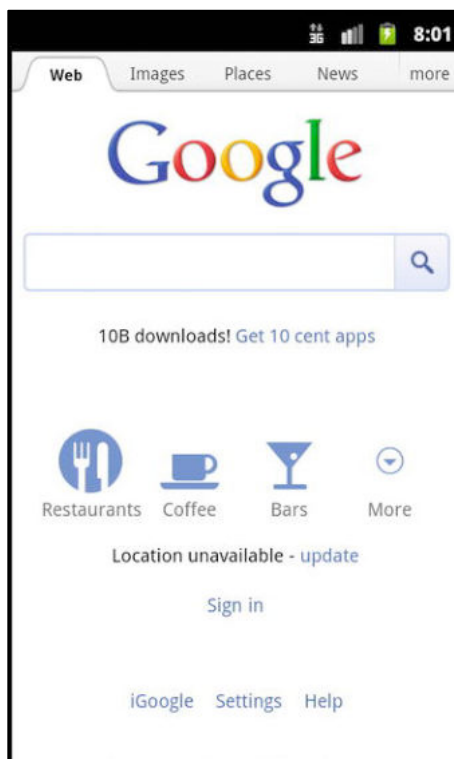 3G 8:01
Web Images Places News more
Google
10B downloads! Get 10 cent apps
Restaurants Coffee Bars More
Location unavailable - update
Sign in
iGoogle Settings Help